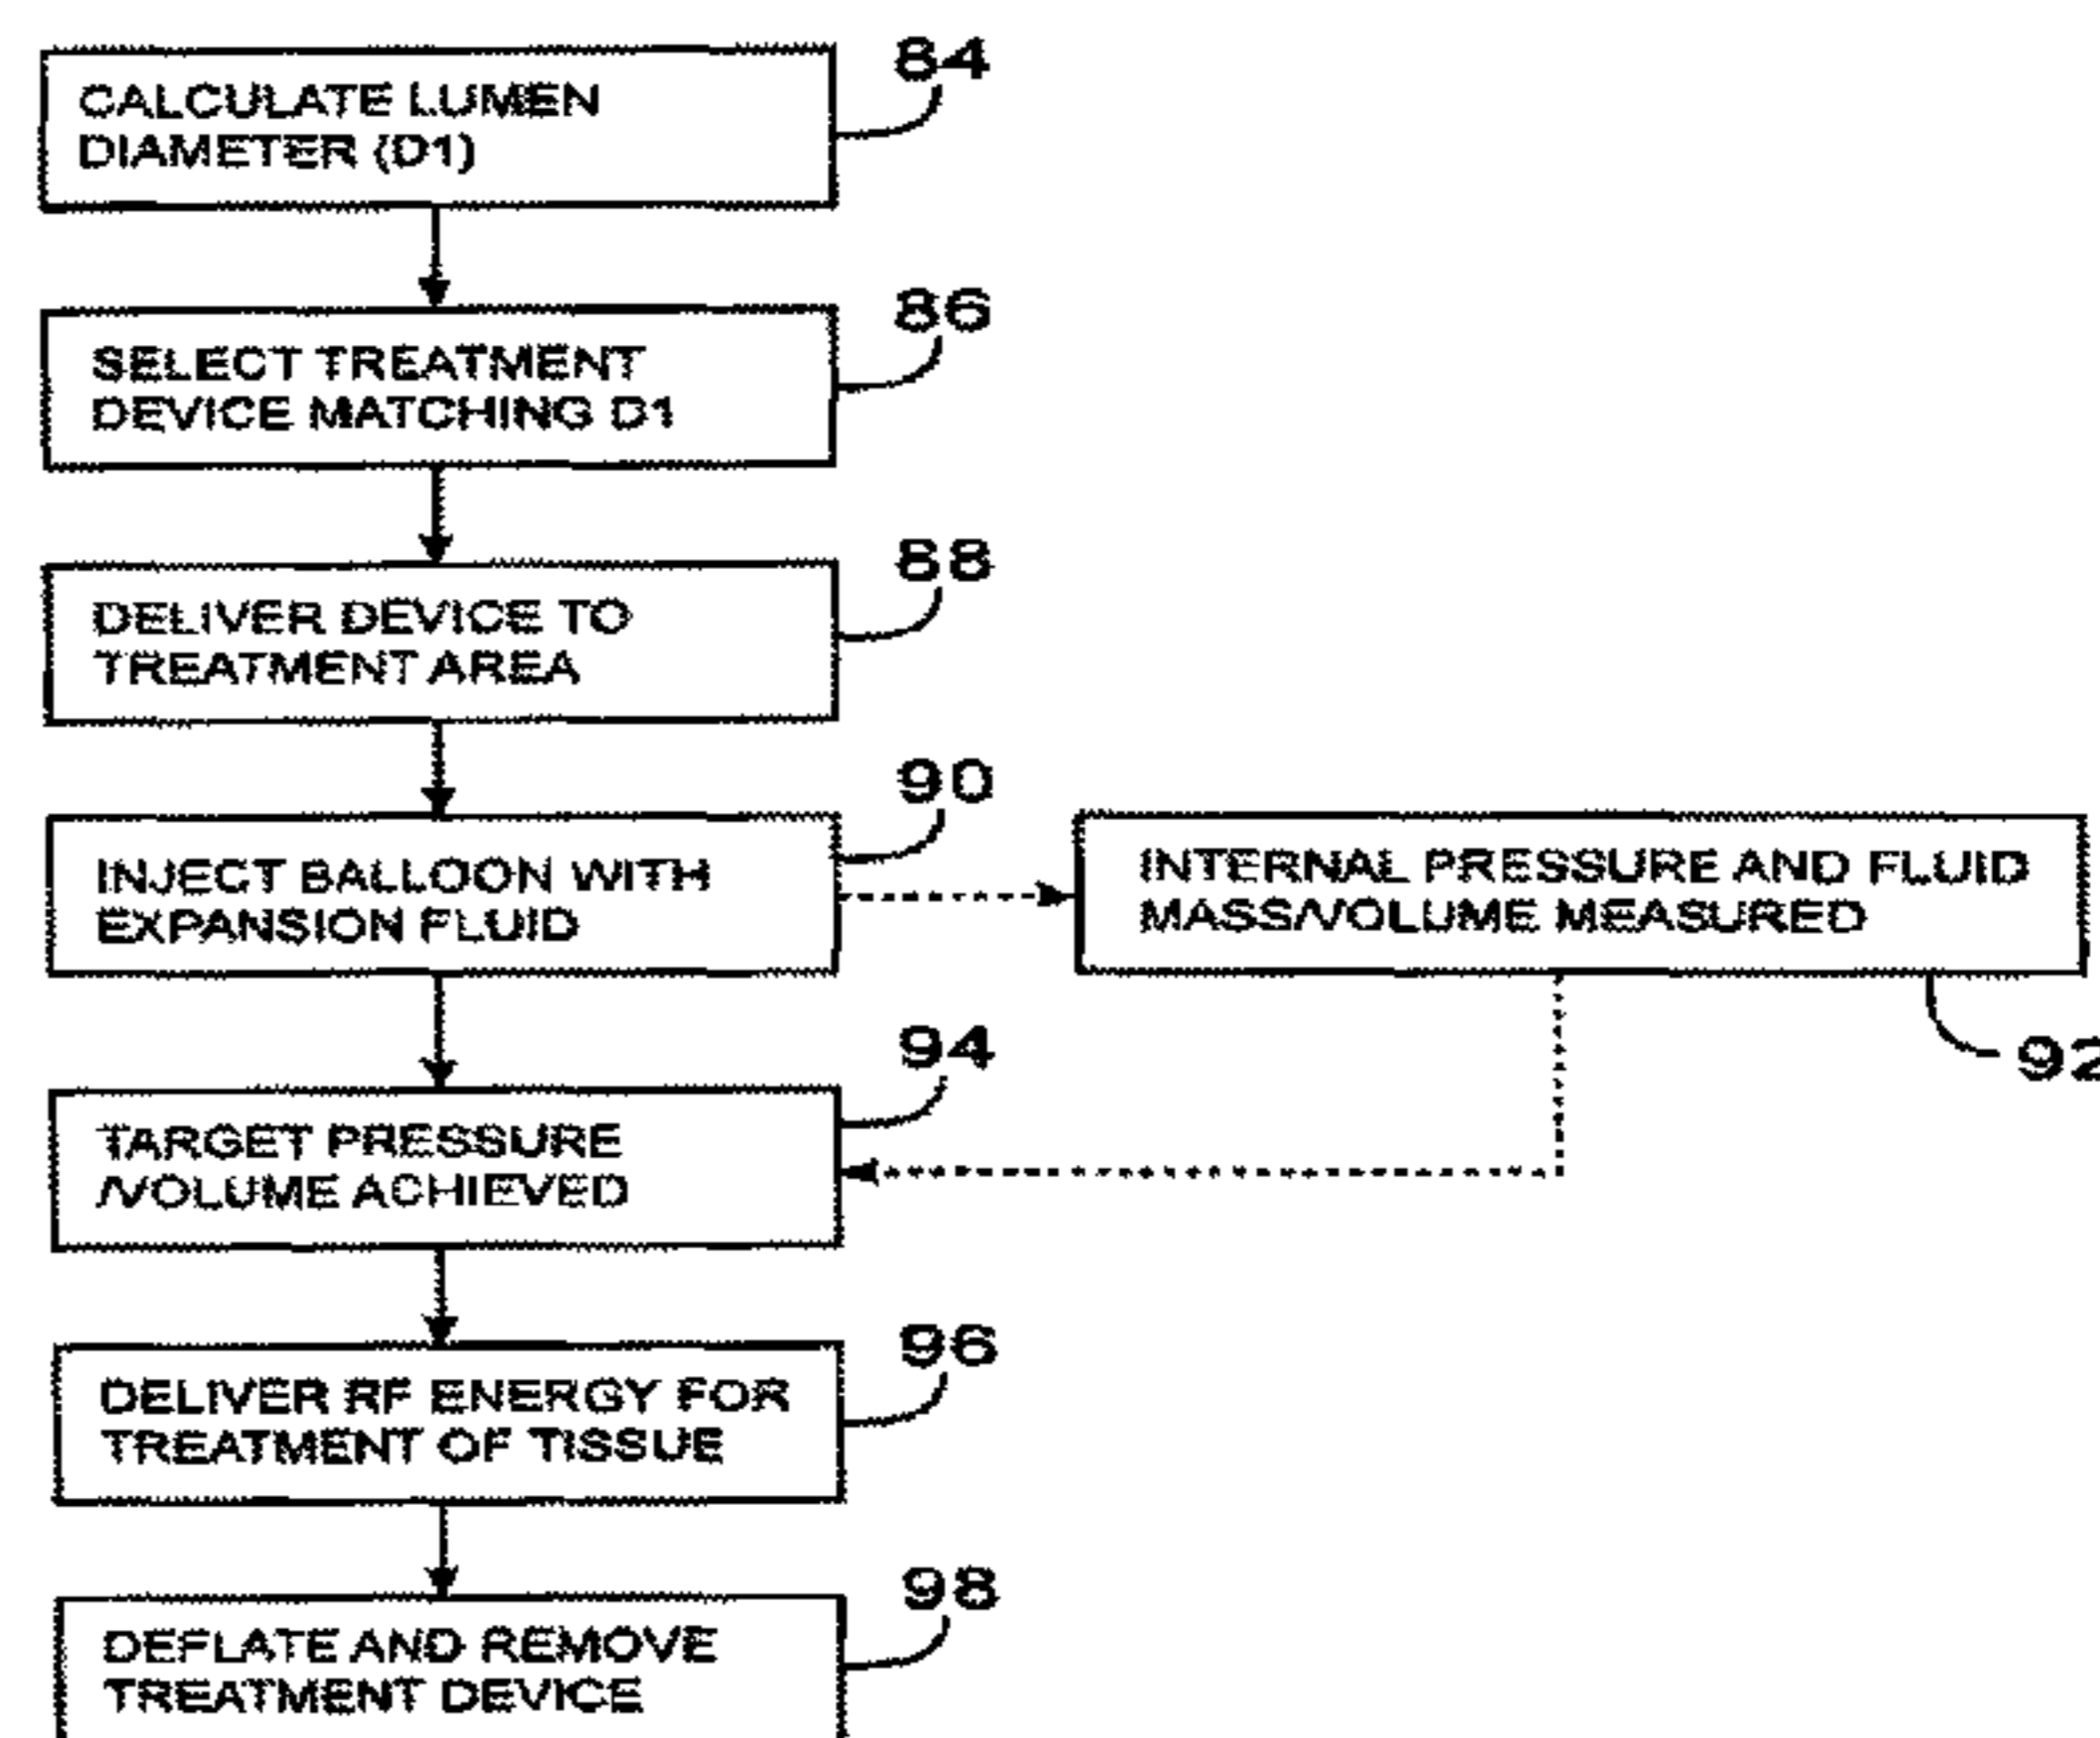 84
CALCULATE LUMEN
DIAMETER (D1)
86
SELECT TREATMENT
DEVICE MATCHING D1
88
DELIVER DEVICE TO
TREATMENT AREA
90
INJECT BALLOON WITH
EXPANSION FLUID
INTERNAL PRESSURE AND FLUID
MASS/VOLUME MEASURED
92
94
TARGET PRESSURE
/VOLUME ACHIEVED
96
DELIVER RF ENERGY FOR
TREATMENT OF TISSUE
98
DEFLATE AND REMOVE
TREATMENT DEVICE